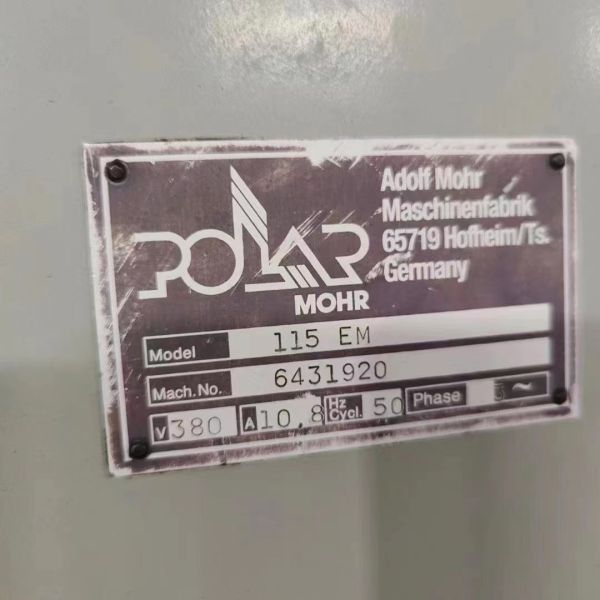 POLAR
MOHR
Adolf Mohr
Maschinenfabrik
65719 Hofheim/Ts.
Germany
Model 115 EM
Mach.No. 6431920
V 380 A 10,8 Hz Cycl. 50 Phase ~